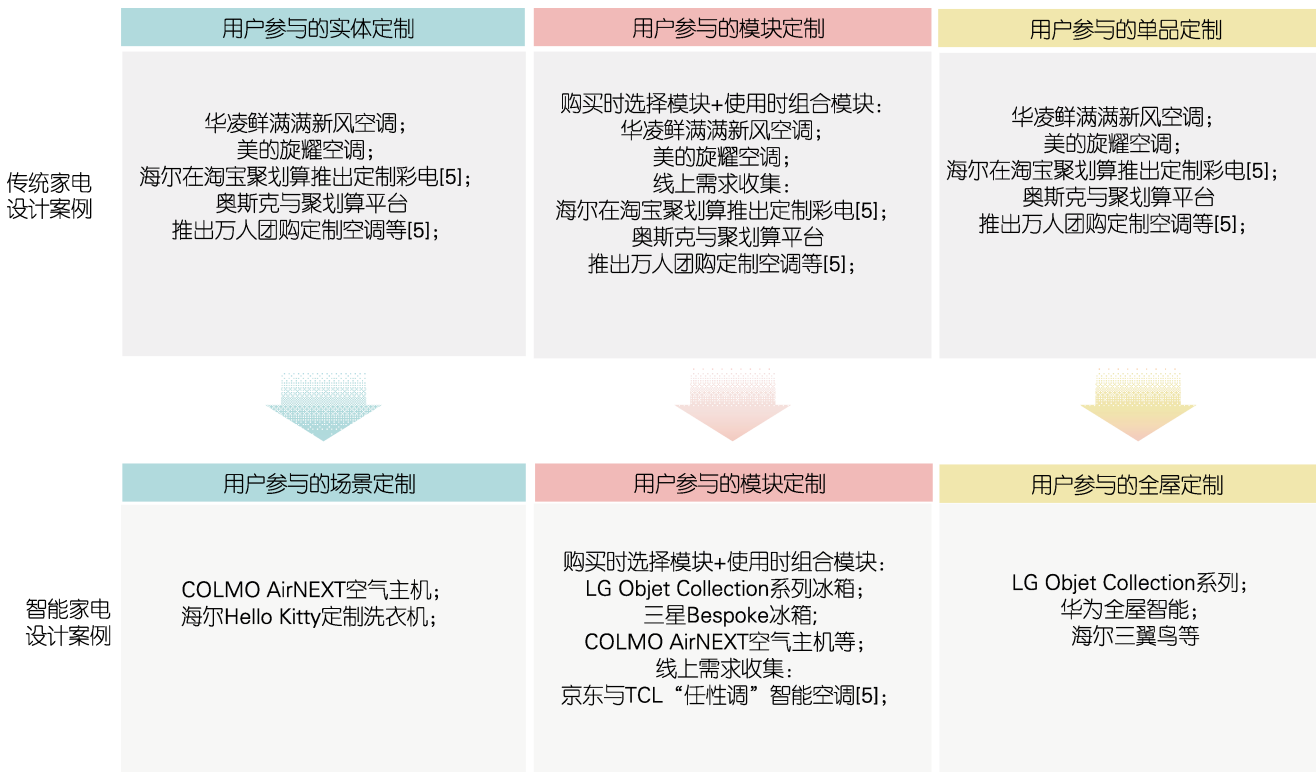 用户参与的实体定制
用户参与的模块定制
用户参与的单品定制
传统家电
设计案例
华凌鲜满满新风空调；
美的旋耀空调；
海尔在淘宝聚划算推出定制彩电[5]；
奥斯克与聚划算平台
推出万人团购定制空调等[5]；
购买时选择模块+使用时组合模块：
华凌鲜满满新风空调；
美的旋耀空调；
线上需求收集：
海尔在淘宝聚划算推出定制彩电[5]；
奥斯克与聚划算平台
推出万人团购定制空调等[5]；
华凌鲜满满新风空调；
美的旋耀空调；
海尔在淘宝聚划算推出定制彩电[5]；
奥斯克与聚划算平台
推出万人团购定制空调等[5]；
用户参与的场景定制
用户参与的模块定制
用户参与的全屋定制
智能家电
设计案例
COLMO AirNEXT空气主机；
海尔Hello Kitty定制洗衣机；
购买时选择模块+使用时组合模块：
LG Objet Collection系列冰箱；
三星Bespoke冰箱;
COLMO AirNEXT空气主机等；
线上需求收集：
京东与TCL“任性调”智能空调[5]；
LG Objet Collection系列；
华为全屋智能；
海尔三翼鸟等